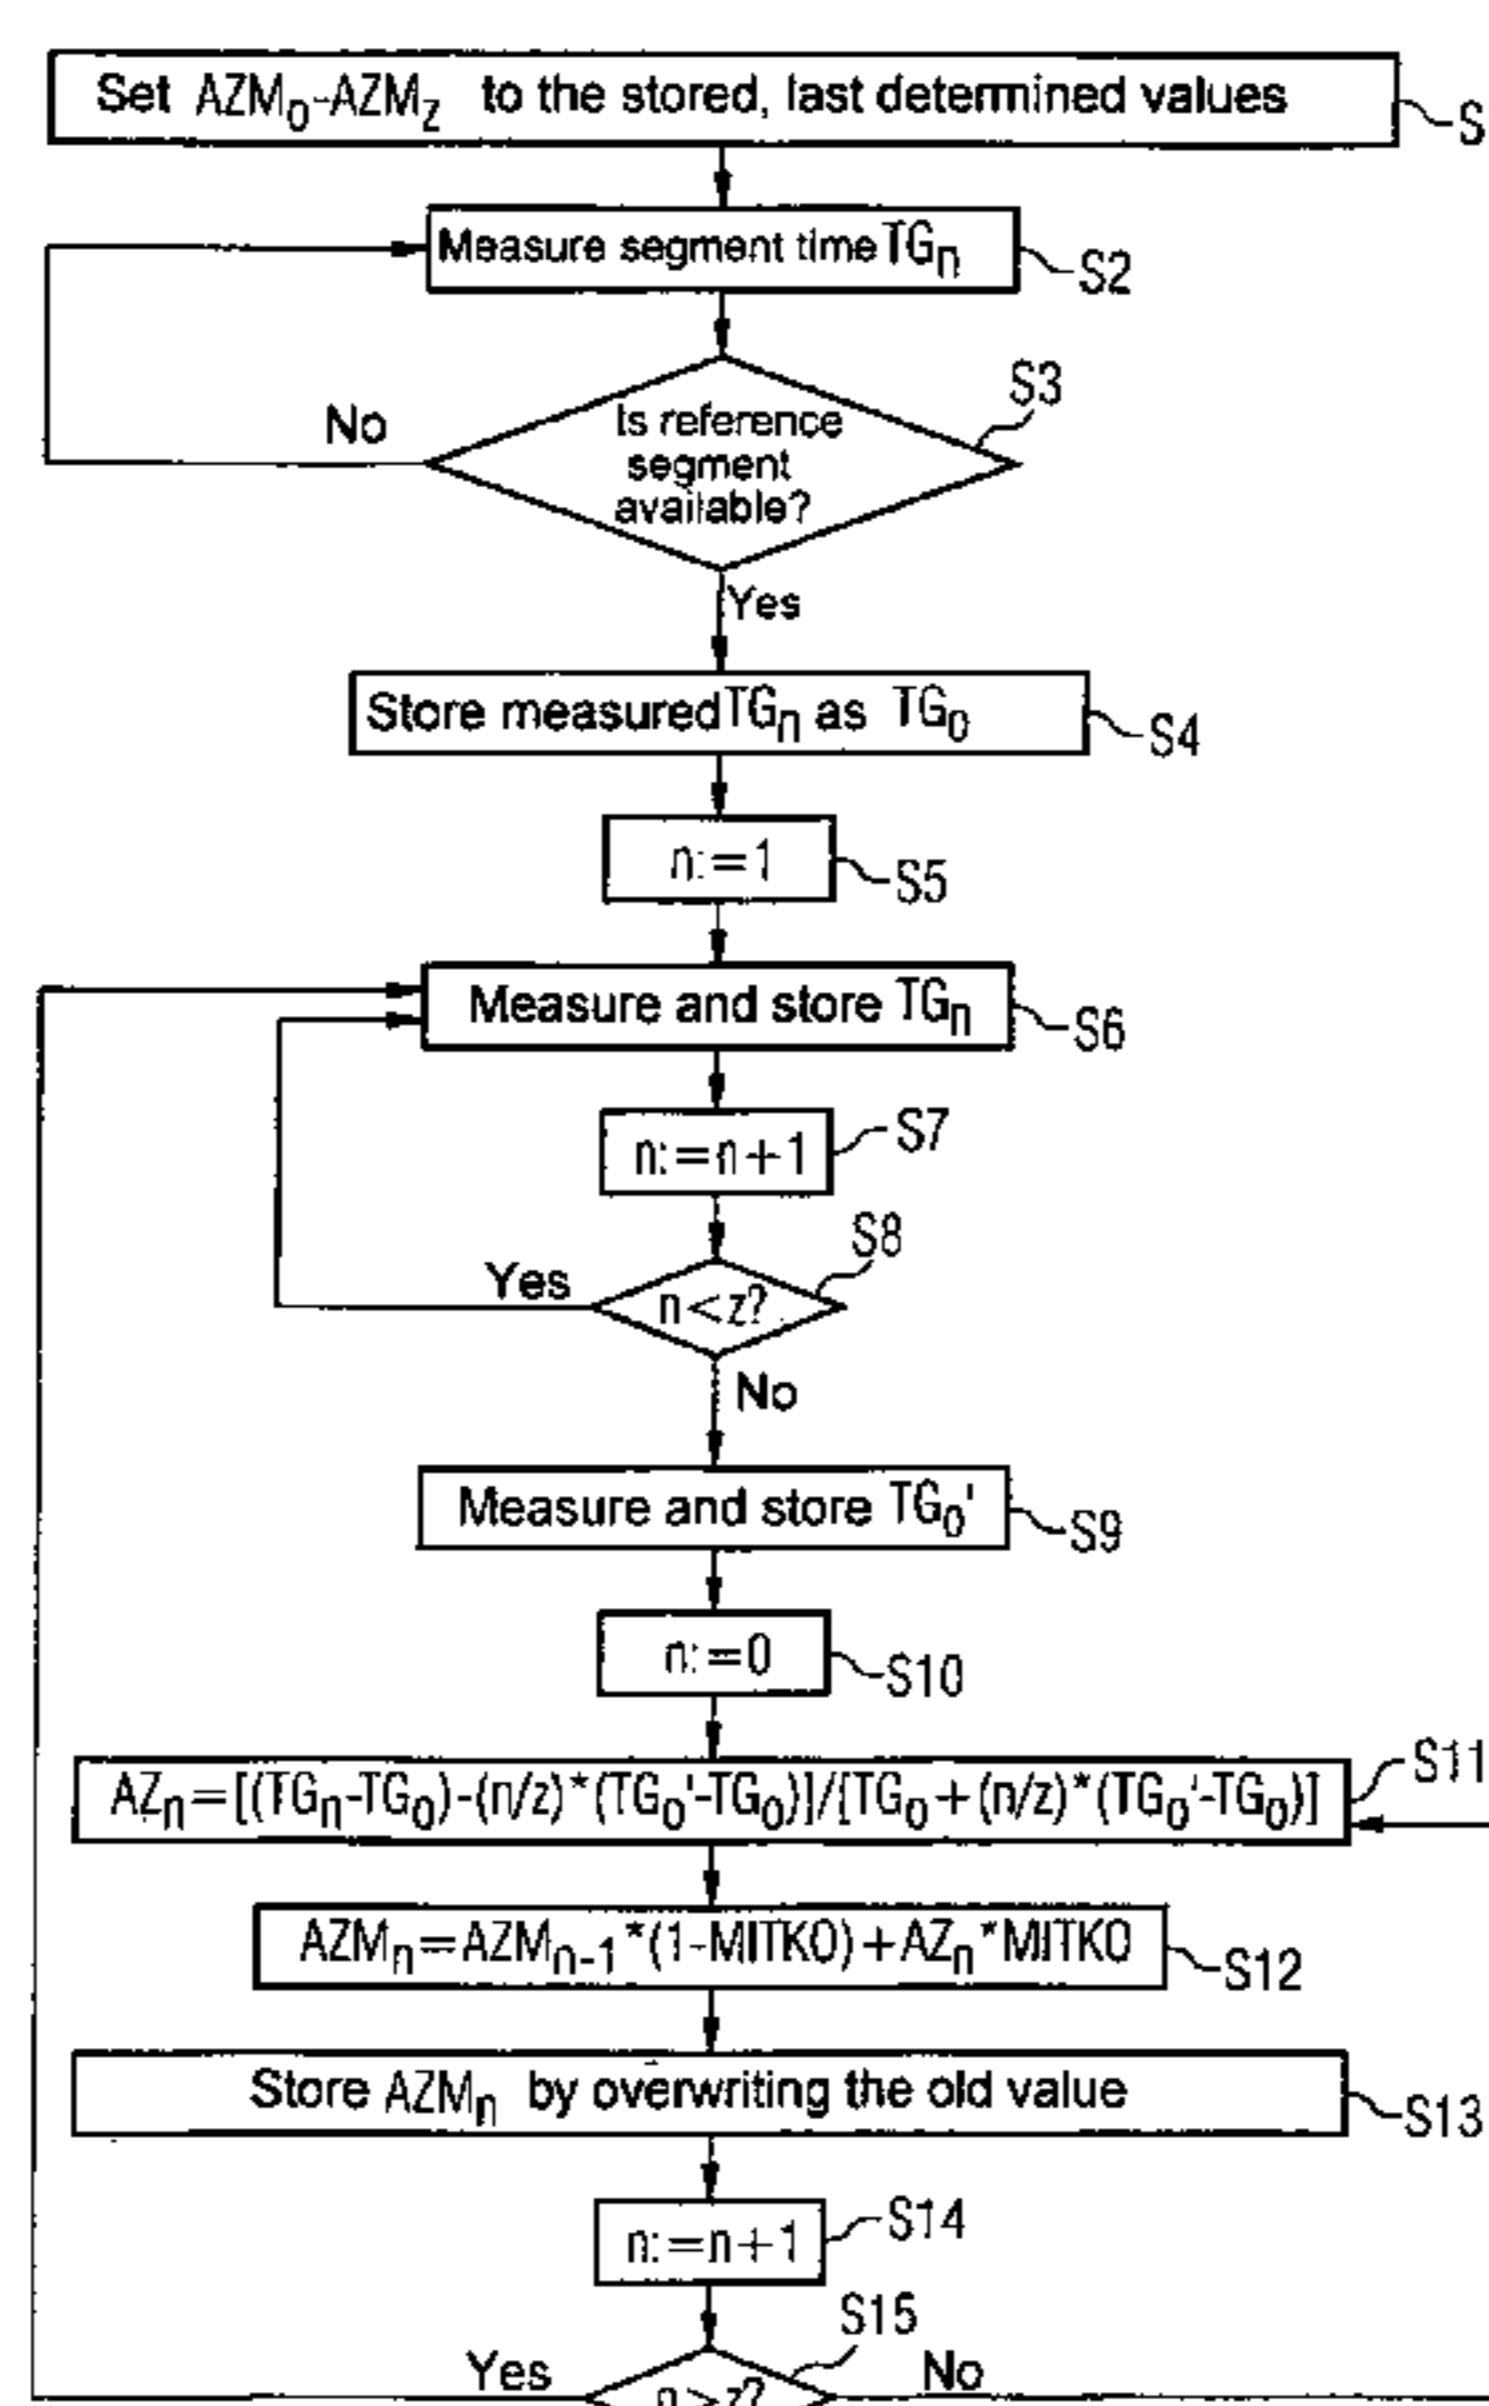 Set AZM₀-AZM_z to the stored, last determined values
S
Measure segment time TGₙ
S2
S3
No
Is reference
segment
available?
Yes
Store measured TGₙ as TG₀
S4
n:=1
S5
Measure and store TGₙ
S6
n:=n+1
S7
S8
Yes
n<z?
No
Measure and store TG₀'
S9
n:=0
S10
S11
AZₙ=[(TGₙ-TG₀)-(n/z)*(TG₀'-TG₀)]/[TG₀+(n/z)*(TG₀'-TG₀)]
AZMₙ=AZMₙ₋₁*(1-MITKO)+AZₙ*MITKO
S12
Store AZMₙ by overwriting the old value
S13
n:=n+1
S14
S15
Yes
No
n>z?